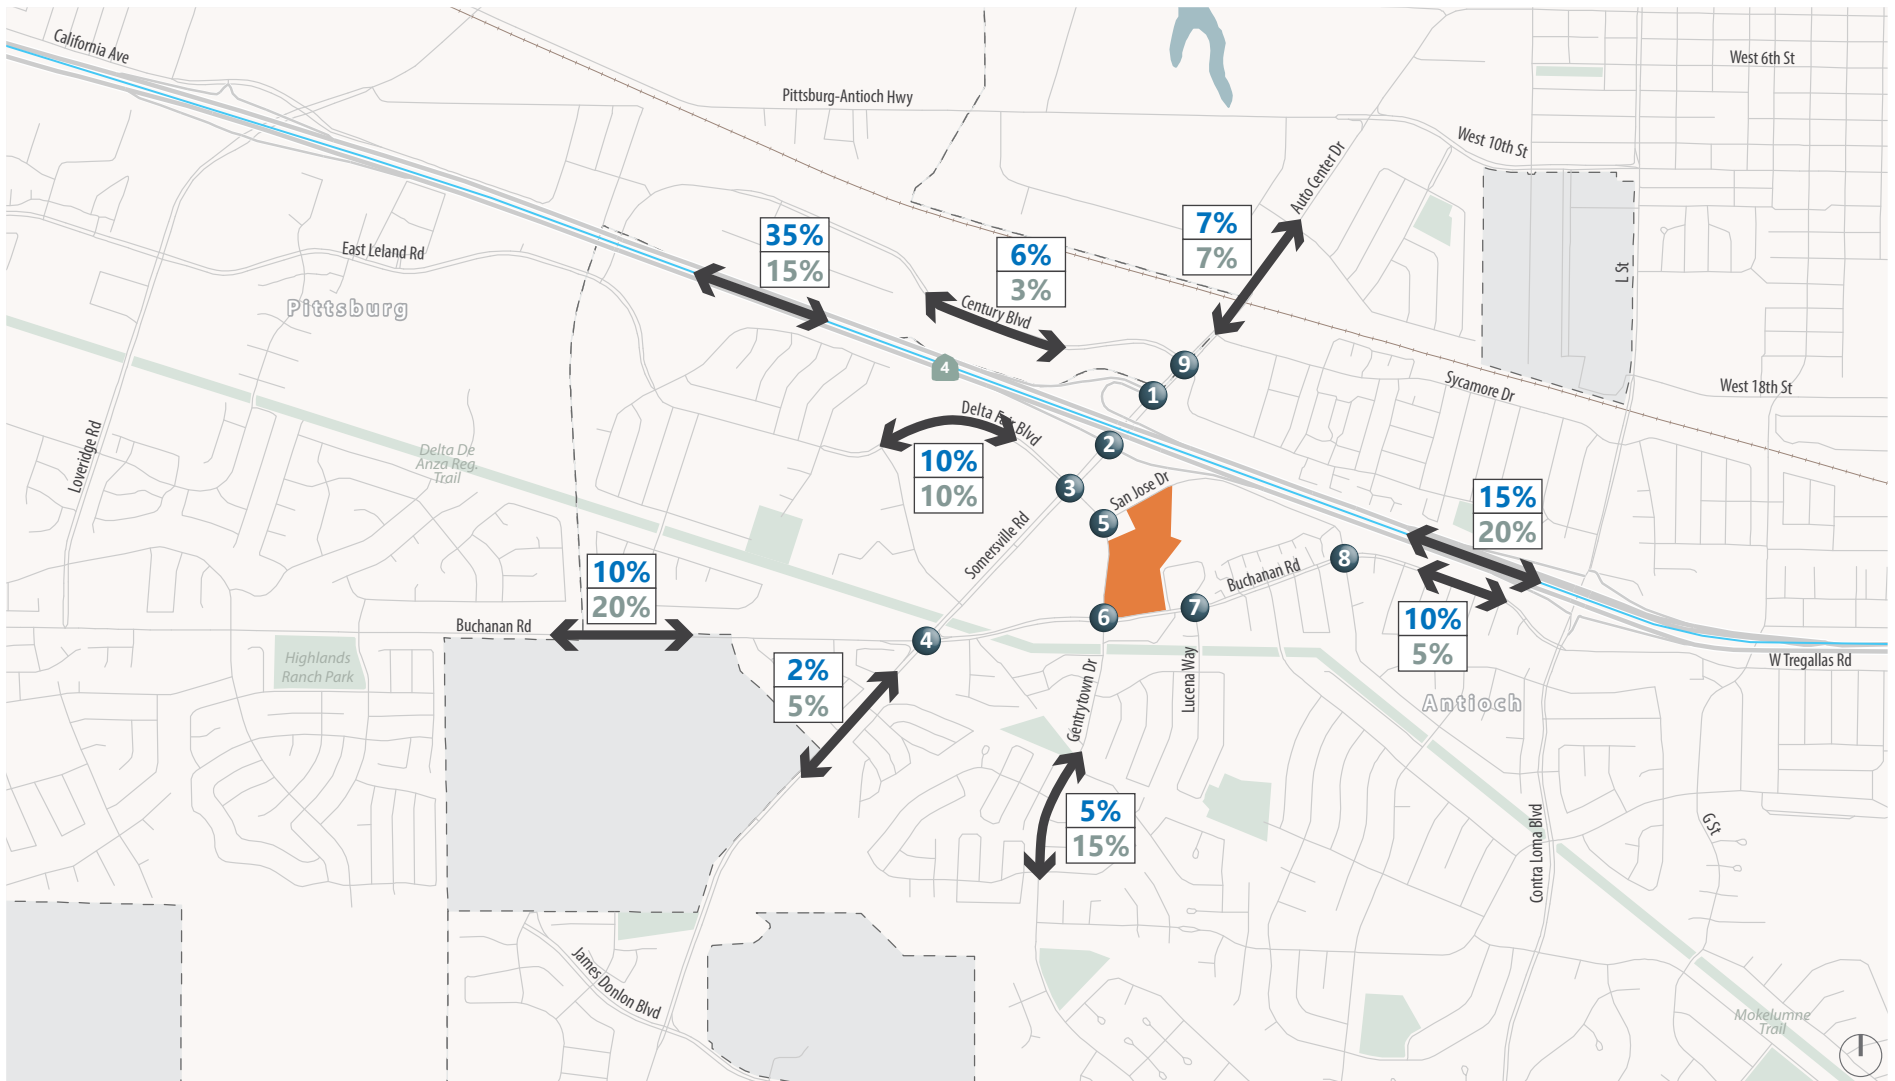 California Ave
West 6th St
Pittsburg-Antioch Hwy
West 10th St
Auto Center Dr
35%
15%
6%
3%
7%
7%
East Leland Rd
L St
Pittsburg
Century Blvd
4
9
1
Sycamore Dr
West 18th St
Delta Fair Blvd
Loveridge Rd
Delta De
Anza Reg.
Trail
10%
10%
2
3
San Jose Dr
5
15%
20%
Somersville Rd
8
Buchanan Rd
10%
20%
Buchanan Rd
4
6
7
10%
5%
Highlands
Ranch Park
2%
5%
Gentrytown Dr
Lucena Way
W Tregallas Rd
Antioch
5%
15%
Contra Loma Blvd
G St
James Donlon Blvd
Mokelumne
Trail